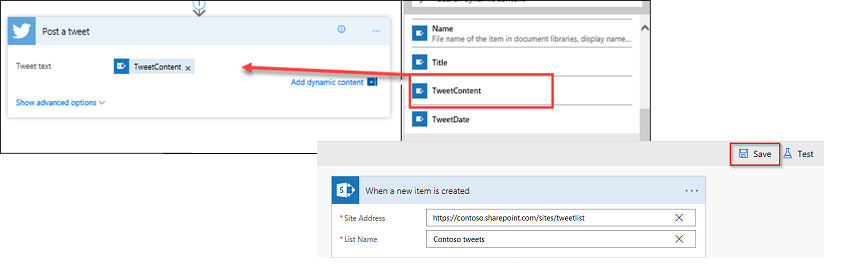 Post a tweet
Tweet text
TweetContent ×
Add dynamic content
Show advanced options
Name
File name of the item in document libraries, display name...
Title
TweetContent
TweetDate
Save
Test
When a new item is created
* Site Address
https://contoso.sharepoint.com/sites/tweetlist
* List Name
Contoso tweets